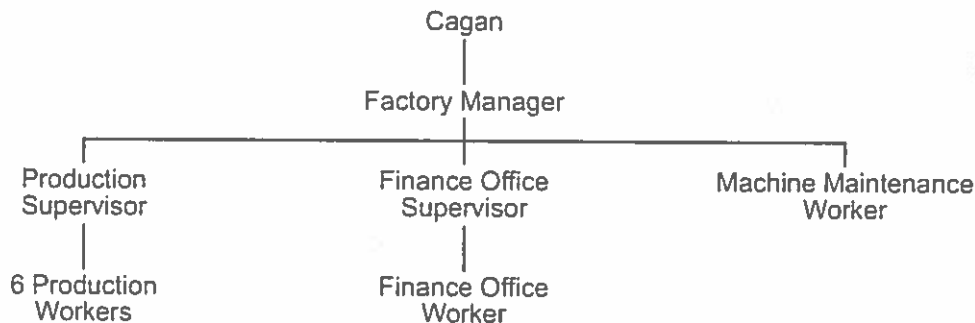 Cagan
Factory Manager
Production
Supervisor
Finance Office
Supervisor
Machine Maintenance
Worker
6 Production
Workers
Finance Office
Worker